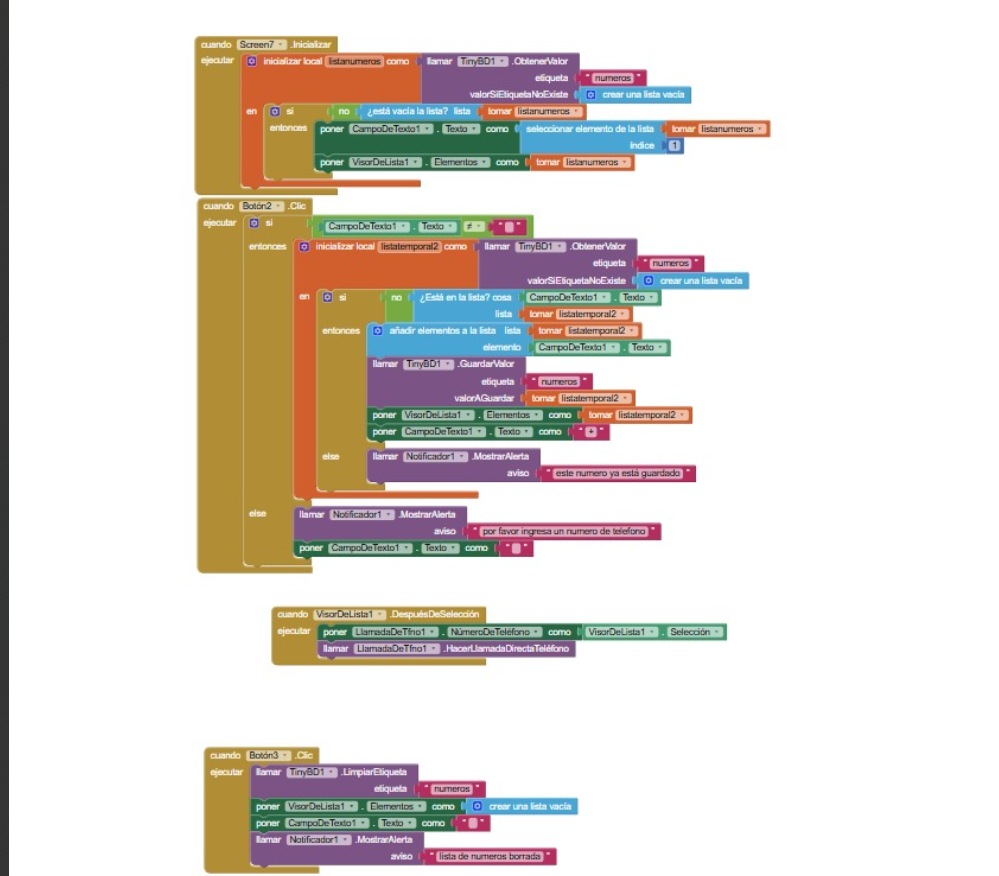 cuando Screen7 .Inicializar
ejecutar inicializar local listanumeros como llamar TinyBD1 .ObtenerValor
etiqueta " numeros "
valorSiEtiquetaNoExiste crear una lista vacía
en si no ¿está vacía la lista? lista tomar listanumeros
entonces poner CampoDeTexto1 . Texto como seleccionar elemento de la lista tomar listanumeros
índice 1
poner VisorDeLista1 . Elementos como tomar listanumeros
cuando Botón2 .Clic
ejecutar si CampoDeTexto1 . Texto ≠ " "
entonces inicializar local listatemporal2 como llamar TinyBD1 .ObtenerValor
etiqueta " numeros "
valorSiEtiquetaNoExiste crear una lista vacía
en si no ¿Está en la lista? cosa CampoDeTexto1 . Texto
lista tomar listatemporal2
entonces añadir elementos a la lista lista tomar listatemporal2
elemento CampoDeTexto1 . Texto
llamar TinyBD1 .GuardarValor
etiqueta " numeros "
valorAGuardar tomar listatemporal2
poner VisorDeLista1 . Elementos como tomar listatemporal2
poner CampoDeTexto1 . Texto como " + "
else llamar Notificador1 .MostrarAlerta
aviso " este numero ya está guardado "
else llamar Notificador1 .MostrarAlerta
aviso " por favor ingresa un numero de telefono "
poner CampoDeTexto1 . Texto como " "
cuando VisorDeLista1 .DespuésDeSelección
ejecutar poner LlamadaDeTfno1 . NúmeroDeTeléfono como VisorDeLista1 . Selección
llamar LlamadaDeTfno1 .HacerLlamadaDirectaTeléfono
cuando Botón3 .Clic
ejecutar llamar TinyBD1 .LimpiarEtiqueta
etiqueta " numeros "
poner VisorDeLista1 . Elementos como crear una lista vacía
poner CampoDeTexto1 . Texto como " "
llamar Notificador1 .MostrarAlerta
aviso " lista de numeros borrada "